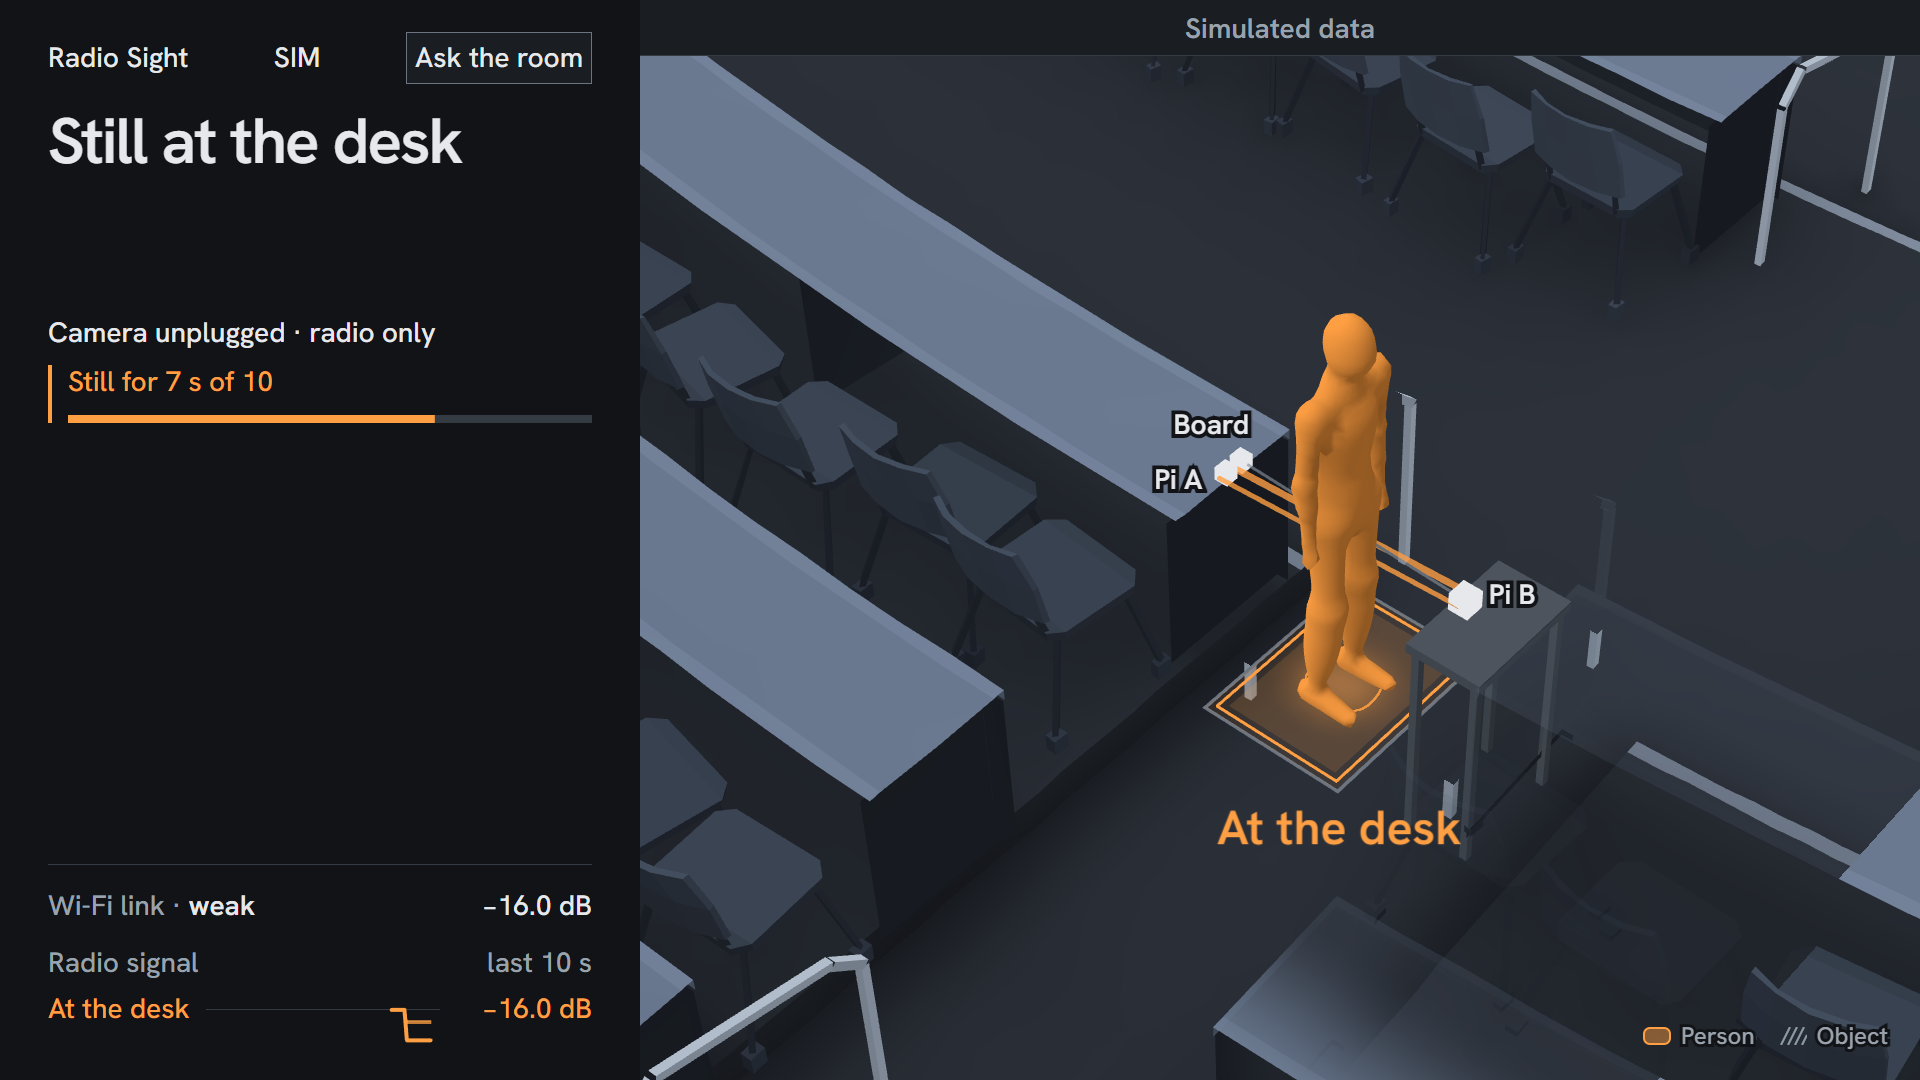 Radio Sight
SIM
Ask the room
Still at the desk
Camera unplugged · radio only
Still for 7 s of 10
Wi-Fi link · weak
–16.0 dB
Radio signal
last 10 s
At the desk
–16.0 dB
Simulated data
Board
Pi A
Pi B
At the desk
Person
Object